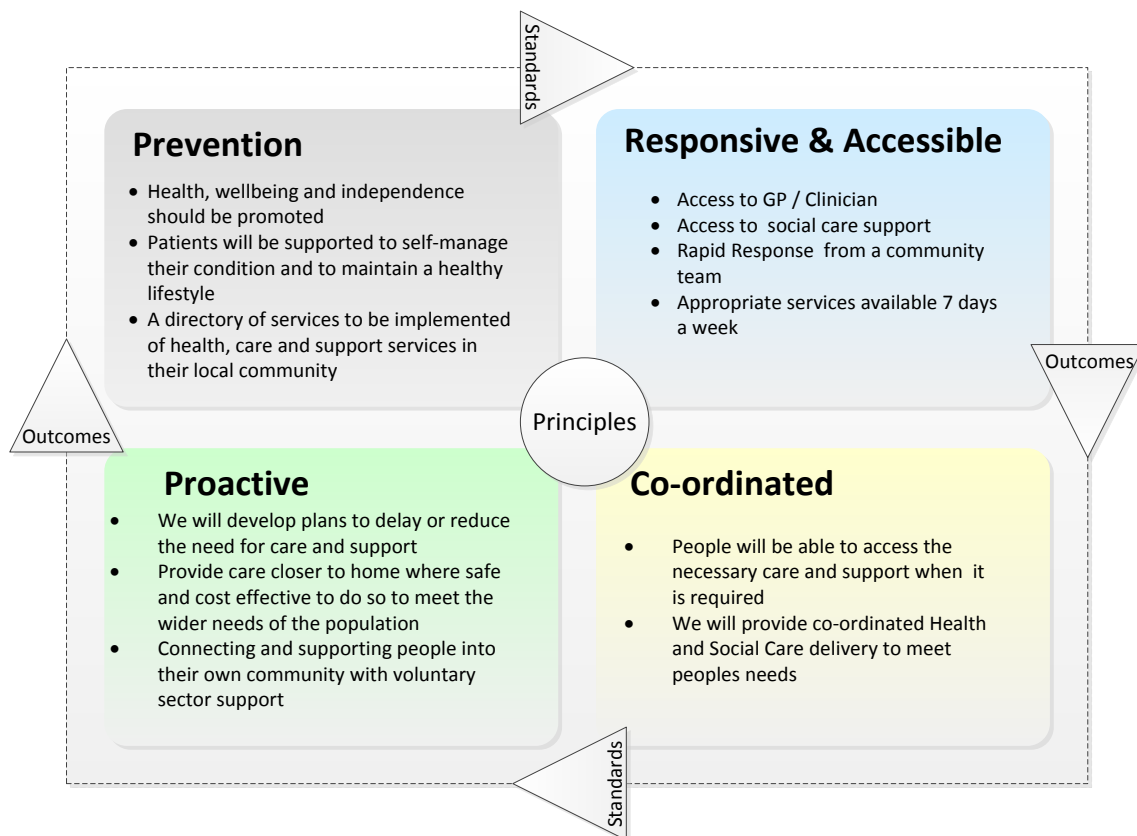 Standards
Prevention
• Health, wellbeing and independence
should be promoted
• Patients will be supported to self-manage
their condition and to maintain a healthy
lifestyle
• A directory of services to be implemented
of health, care and support services in
their local community
Responsive & Accessible
• Access to GP / Clinician
• Access to  social care support
• Rapid Response  from a community
team
• Appropriate services available 7 days
a week
Outcomes
Principles
Outcomes
Proactive
• We will develop plans to delay or reduce
the need for care and support
• Provide care closer to home where safe
and cost effective to do so to meet the
wider needs of the population
• Connecting and supporting people into
their own community with voluntary
sector support
Co-ordinated
• People will be able to access the
necessary care and support when  it
is required
• We will provide co-ordinated Health
and Social Care delivery to meet
peoples needs
Standards